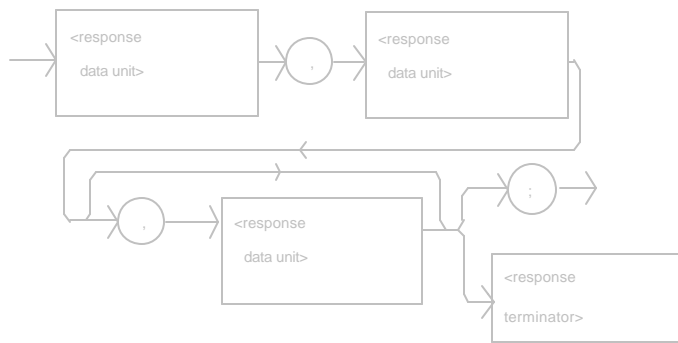 <response
data unit>
,
<response
data unit>
,
<response
data unit>
;
<response
terminator>